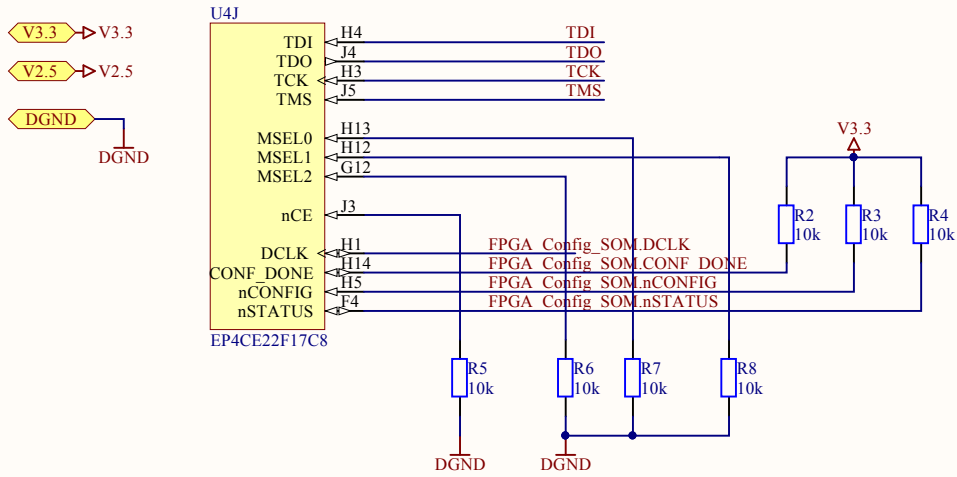 U4J
V3.3 V3.3
V2.5 V2.5
DGND
DGND
TDI H4 TDI
TDO J4 TDO
TCK H3 TCK
TMS J5 TMS
MSEL0 H13
MSEL1 H12
MSEL2 G12
nCE J3
DCLK H1 FPGA_Config_SOM.DCLK
CONF_DONE H14 FPGA_Config_SOM.CONF_DONE
nCONFIG H5 FPGA_Config_SOM.nCONFIG
nSTATUS F4 FPGA_Config_SOM.nSTATUS
EP4CE22F17C8
V3.3
R2 R3 R4
10k 10k 10k
R5 R6 R7 R8
10k 10k 10k 10k
DGND DGND